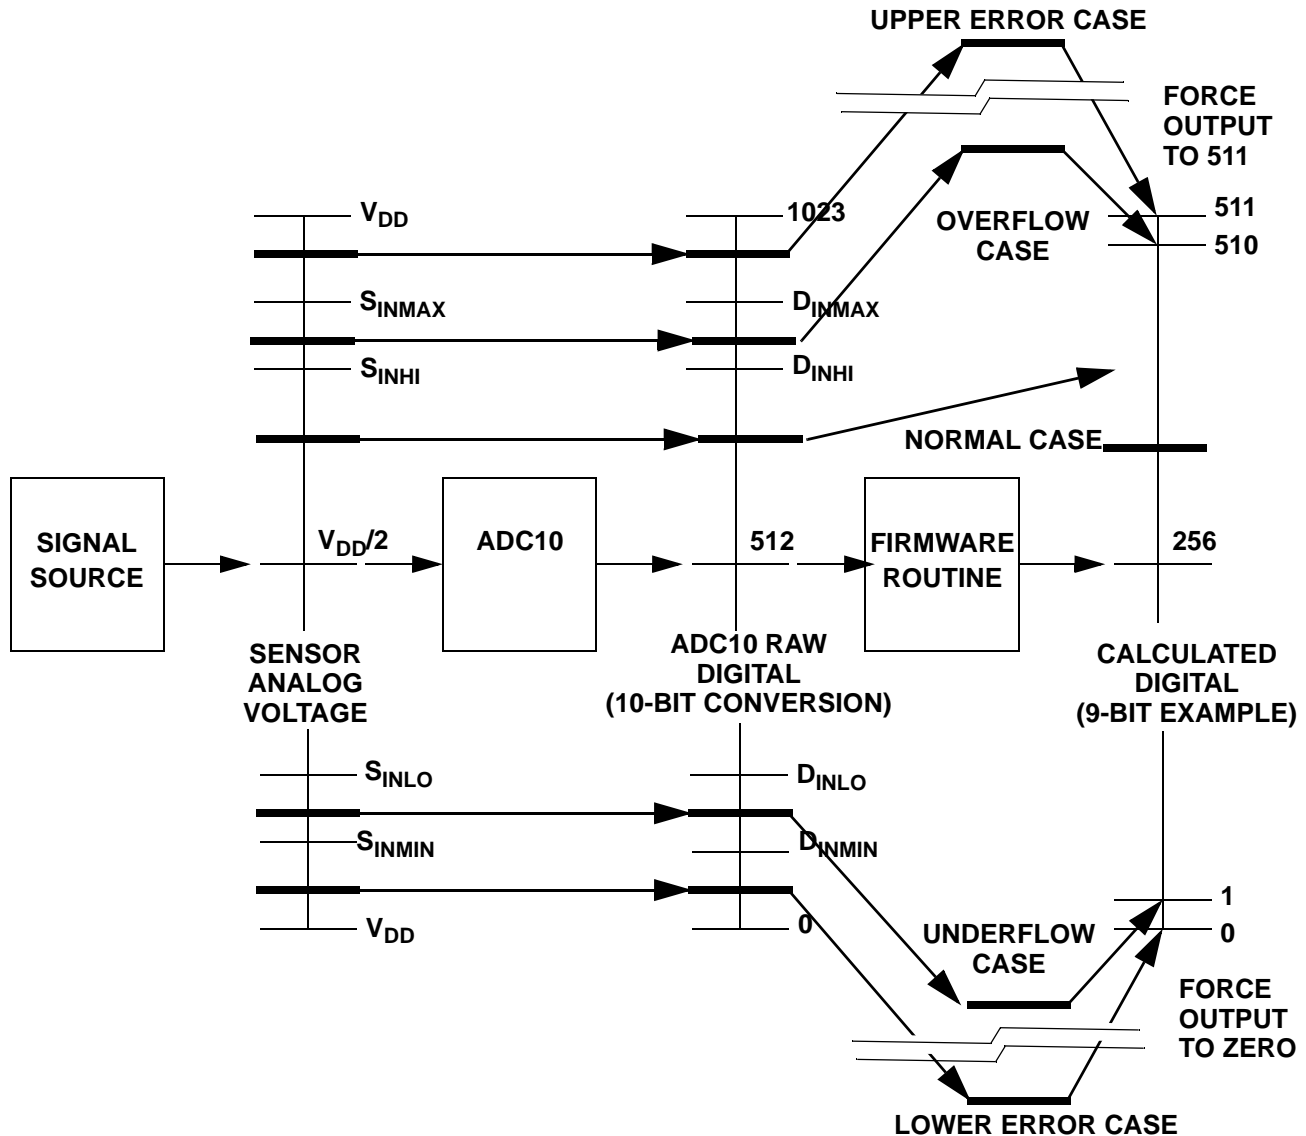 UPPER ERROR CASE
FORCE
OUTPUT
TO 511
VDD
1023
OVERFLOW
CASE
511
510
SINMAX
DINMAX
SINHI
DINHI
NORMAL CASE
SIGNAL
SOURCE
VDD/2
ADC10
512
FIRMWARE
ROUTINE
256
SENSOR
ANALOG
VOLTAGE
ADC10 RAW
DIGITAL
(10-BIT CONVERSION)
CALCULATED
DIGITAL
(9-BIT EXAMPLE)
SINLO
DINLO
SINMIN
DINMIN
VDD
0
UNDERFLOW
CASE
1
0
FORCE
OUTPUT
TO ZERO
LOWER ERROR CASE